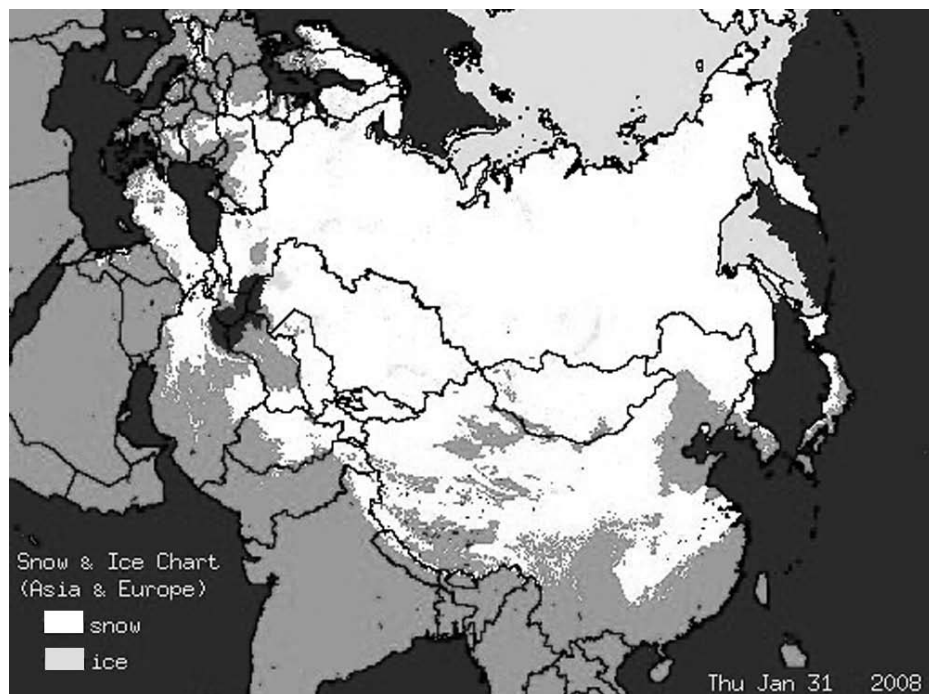 Snow & Ice Chart
(Asia & Europe)
snow
ice
Thu Jan 31 2008